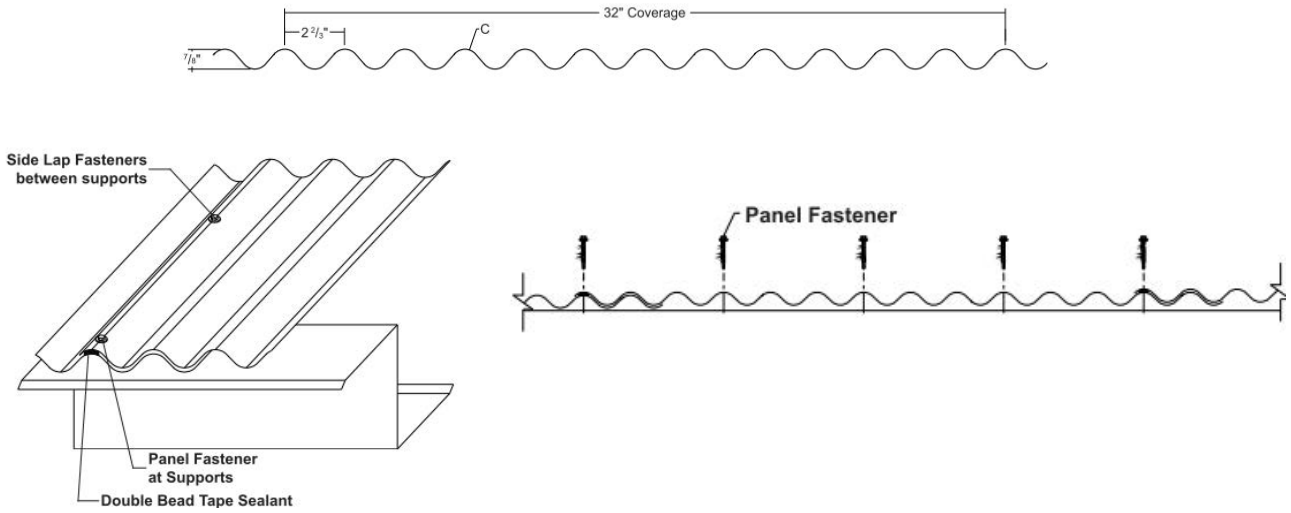 32" Coverage
2 2/3"
C
7/8"
Side Lap Fasteners
between supports
Panel Fastener
Panel Fastener
at Supports
Double Bead Tape Sealant